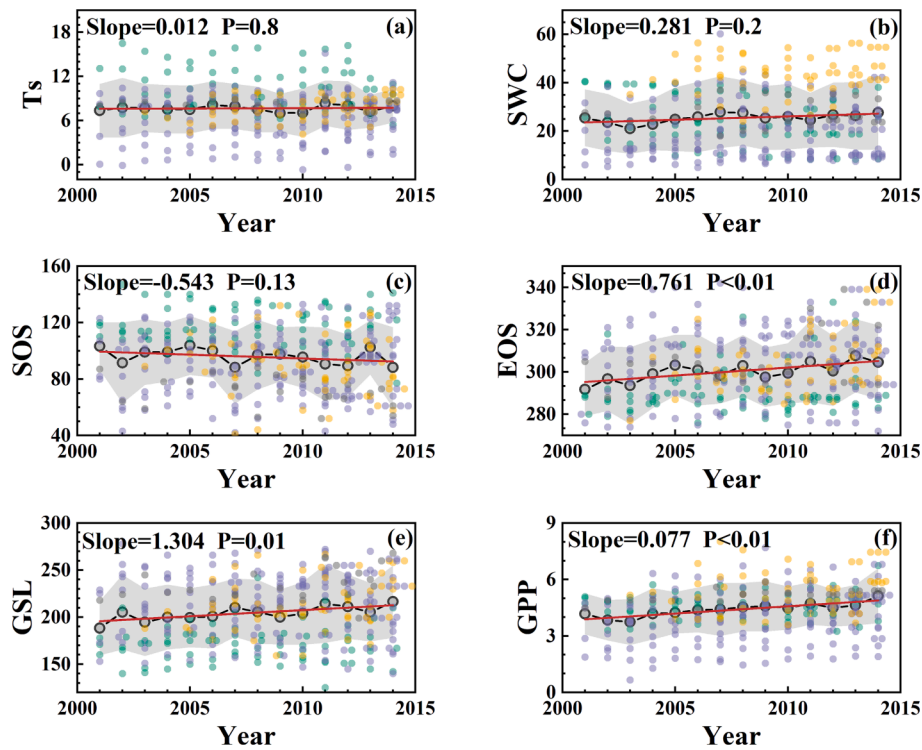 Slope=0.012 P=0.8 (a)
Ts
18
12
6
0
2000 2005 2010 2015
Year
Slope=0.281 P=0.2 (b)
SWC
60
40
20
0
2000 2005 2010 2015
Year
Slope=-0.543 P=0.13 (c)
SOS
160
120
80
40
2000 2005 2010 2015
Year
Slope=0.761 P<0.01 (d)
EOS
340
320
300
280
2000 2005 2010 2015
Year
Slope=1.304 P=0.01 (e)
GSL
300
250
200
150
2000 2005 2010 2015
Year
Slope=0.077 P<0.01 (f)
GPP
9
6
3
0
2000 2005 2010 2015
Year